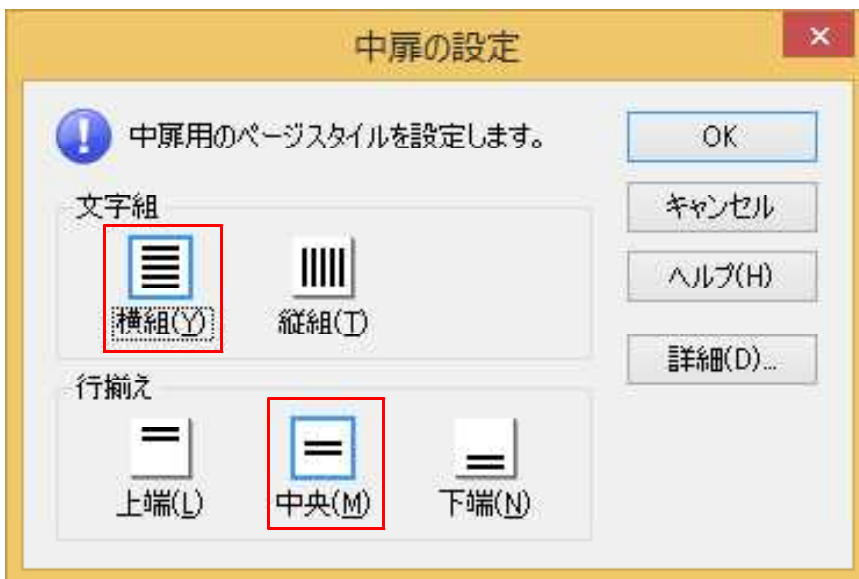 中扉の設定
中扉用のページスタイルを設定します。
OK
文字組
キャンセル
横組(Y)
縦組(T)
ヘルプ(H)
詳細(D)...
行揃え
上端(L)
中央(M)
下端(N)